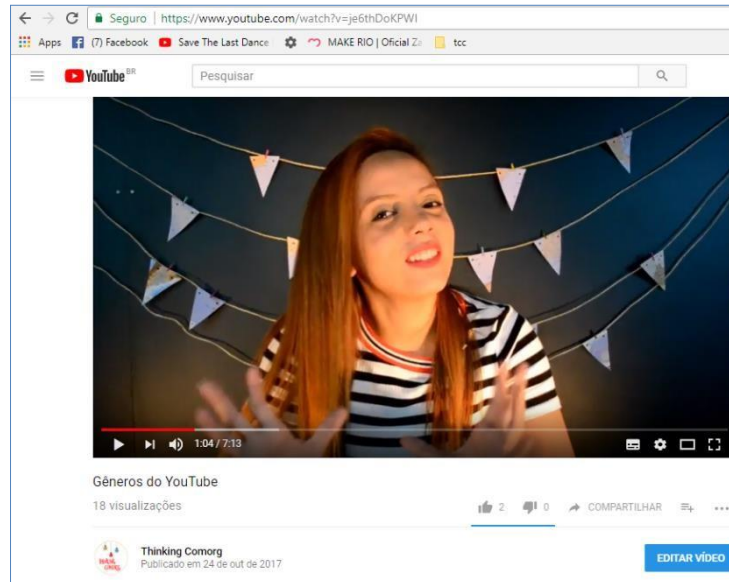 Seguro | https://www.youtube.com/watch?v=je6thDoKPWI
Apps (7) Facebook Save The Last Dance MAKE RIO | Oficial Za tcc
YouTube BR Pesquisar
1:04 / 7:13
Gêneros do YouTube
18 visualizações 2 0 COMPARTILHAR
Thinking Comorg
Publicado em 24 de out de 2017
EDITAR VÍDEO